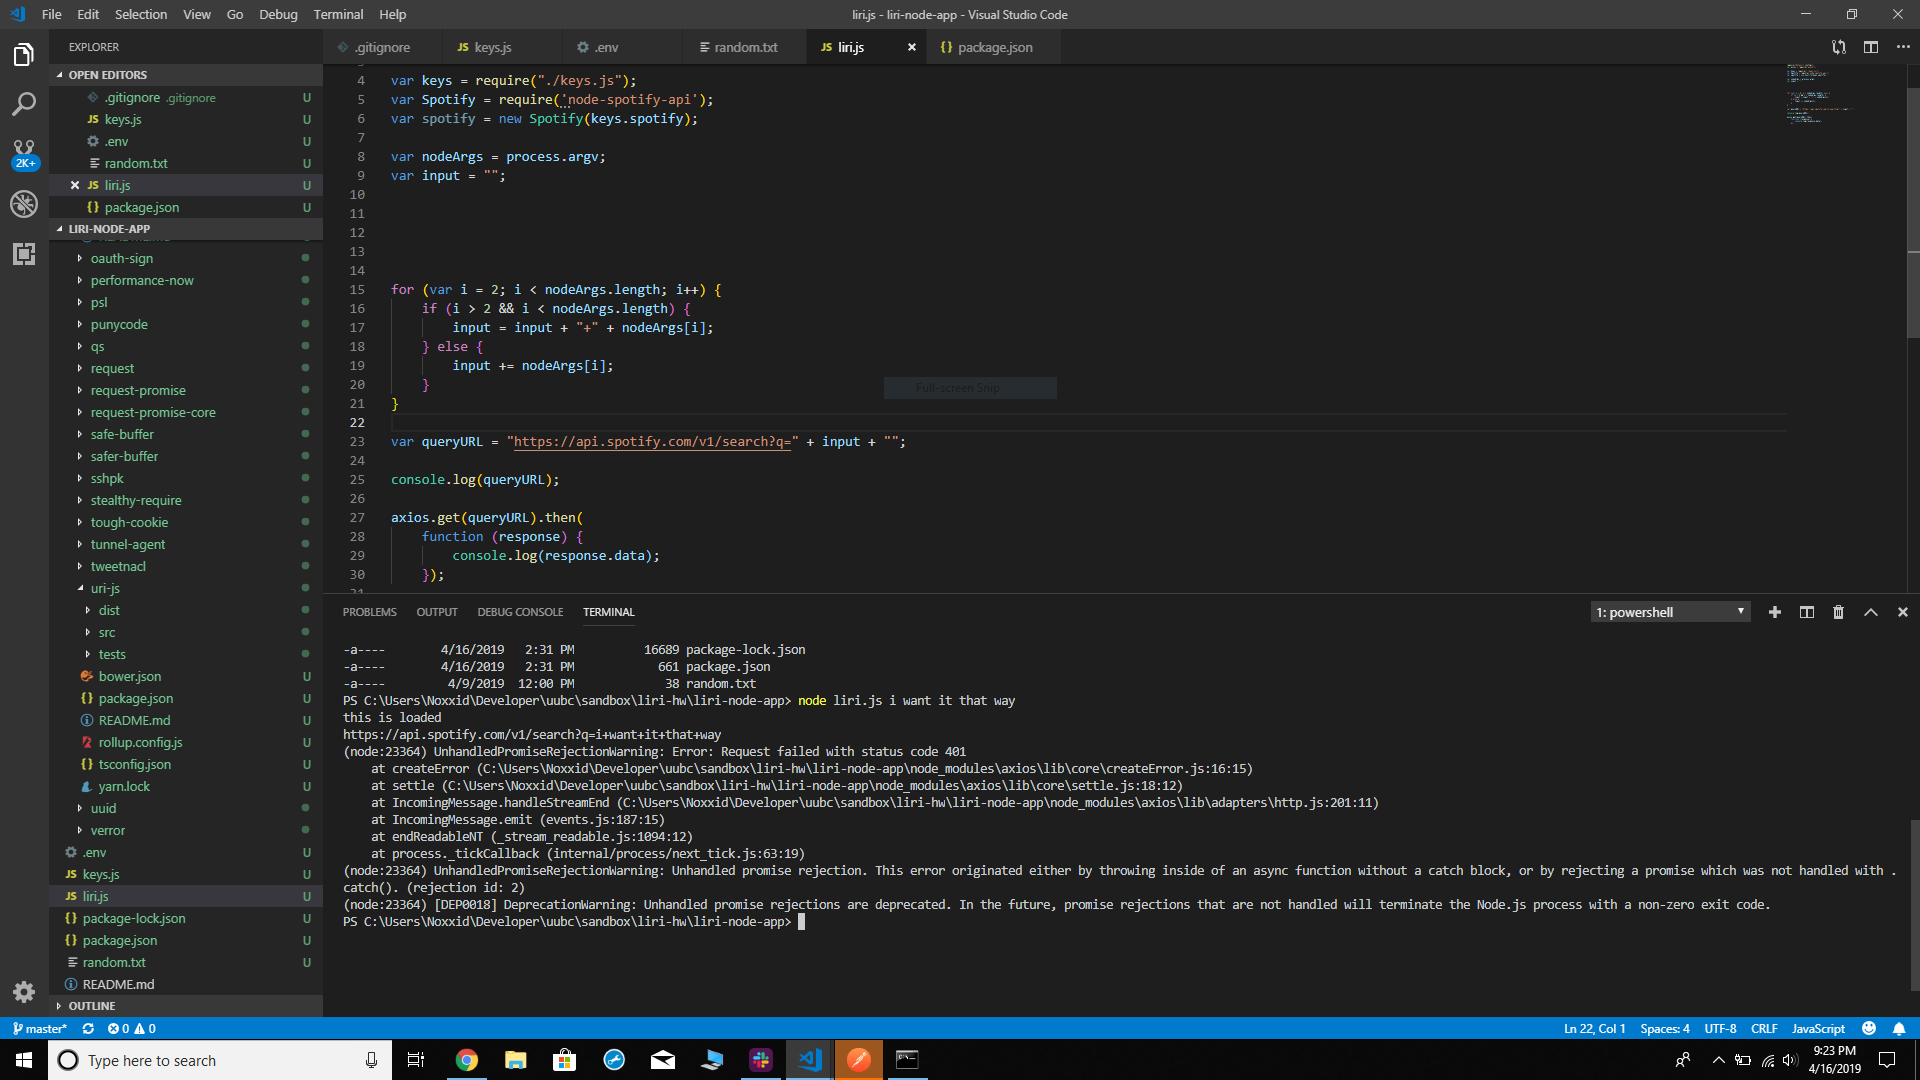 File Edit Selection View Go Debug Terminal Help
liri.js - liri-node-app - Visual Studio Code
EXPLORER
.gitignore
JS keys.js
.env
random.txt
JS liri.js
{} package.json
OPEN EDITORS
.gitignore .gitignore U
JS keys.js U
.env U
random.txt U
JS liri.js U
{} package.json U
2K+
LIRI-NODE-APP
oauth-sign
performance-now
psl
punycode
qs
request
request-promise
request-promise-core
safe-buffer
safer-buffer
sshpk
stealthy-require
tough-cookie
tunnel-agent
tweetnacl
uri-js
dist
src
tests
bower.json U
{} package.json U
README.md U
rollup.config.js U
{} tsconfig.json U
yarn.lock U
uuid
verror
.env U
JS keys.js U
JS liri.js U
{} package-lock.json U
{} package.json U
random.txt U
README.md
OUTLINE
4 var keys = require("./keys.js");
5 var Spotify = require('node-spotify-api');
6 var spotify = new Spotify(keys.spotify);
7
8 var nodeArgs = process.argv;
9 var input = "";
10
11
12
13
14
15 for (var i = 2; i < nodeArgs.length; i++) {
16 if (i > 2 && i < nodeArgs.length) {
17 input = input + "+" + nodeArgs[i];
18 } else {
19 input += nodeArgs[i];
20 }
21 }
22
23 var queryURL = "https://api.spotify.com/v1/search?q=" + input + "";
24
25 console.log(queryURL);
26
27 axios.get(queryURL).then(
28 function (response) {
29 console.log(response.data);
30 });
Full-screen Snip
PROBLEMS OUTPUT DEBUG CONSOLE TERMINAL
1: powershell
-a---- 4/16/2019 2:31 PM 16689 package-lock.json
-a---- 4/16/2019 2:31 PM 661 package.json
-a---- 4/9/2019 12:00 PM 38 random.txt
PS C:\Users\Noxxid\Developer\uubc\sandbox\liri-hw\liri-node-app> node liri.js i want it that way
this is loaded
https://api.spotify.com/v1/search?q=i+want+it+that+way
(node:23364) UnhandledPromiseRejectionWarning: Error: Request failed with status code 401
at createError (C:\Users\Noxxid\Developer\uubc\sandbox\liri-hw\liri-node-app\node_modules\axios\lib\core\createError.js:16:15)
at settle (C:\Users\Noxxid\Developer\uubc\sandbox\liri-hw\liri-node-app\node_modules\axios\lib\core\settle.js:18:12)
at IncomingMessage.handleStreamEnd (C:\Users\Noxxid\Developer\uubc\sandbox\liri-hw\liri-node-app\node_modules\axios\lib\adapters\http.js:201:11)
at IncomingMessage.emit (events.js:187:15)
at endReadableNT (_stream_readable.js:1094:12)
at process._tickCallback (internal/process/next_tick.js:63:19)
(node:23364) UnhandledPromiseRejectionWarning: Unhandled promise rejection. This error originated either by throwing inside of an async function without a catch block, or by rejecting a promise which was not handled with .
catch(). (rejection id: 2)
(node:23364) [DEP0018] DeprecationWarning: Unhandled promise rejections are deprecated. In the future, promise rejections that are not handled will terminate the Node.js process with a non-zero exit code.
PS C:\Users\Noxxid\Developer\uubc\sandbox\liri-hw\liri-node-app>
master* 0 0
Ln 22, Col 1 Spaces: 4 UTF-8 CRLF JavaScript
Type here to search
9:23 PM
4/16/2019